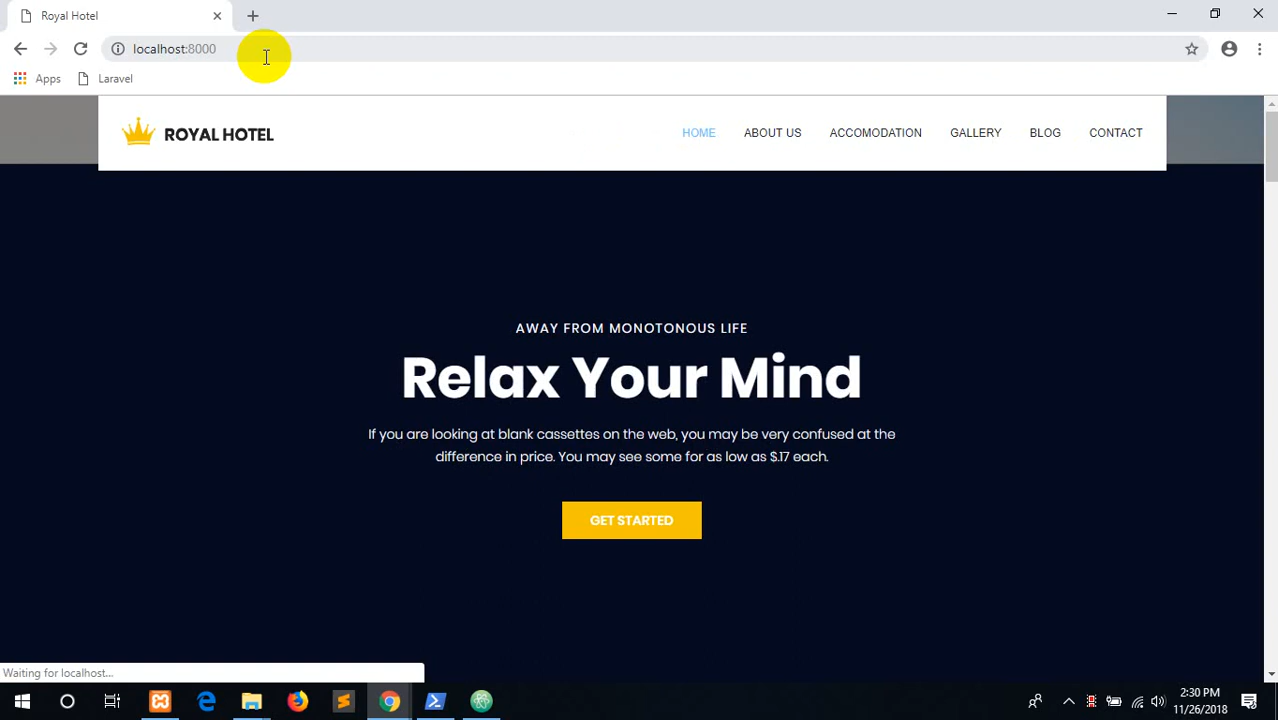 Royal Hotel
localhost:8000
Apps
Laravel
ROYAL HOTEL
HOME
ABOUT US
ACCOMODATION
GALLERY
BLOG
CONTACT
AWAY FROM MONOTONOUS LIFE
Relax Your Mind
If you are looking at blank cassettes on the web, you may be very confused at the
difference in price. You may see some for as low as $.17 each.
GET STARTED
Waiting for localhost...
2:30 PM
11/26/2018